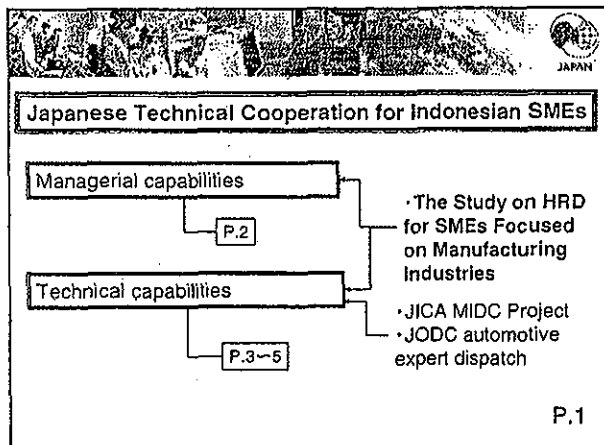 JAPAN
Japanese Technical Cooperation for Indonesian SMEs
Managerial capabilities
P.2
・The Study on HRD
for SMEs Focused
on Manufacturing
Industries
Technical capabilities
・JICA MIDC Project
・JODC automotive
expert dispatch
P.3〜5
P.1